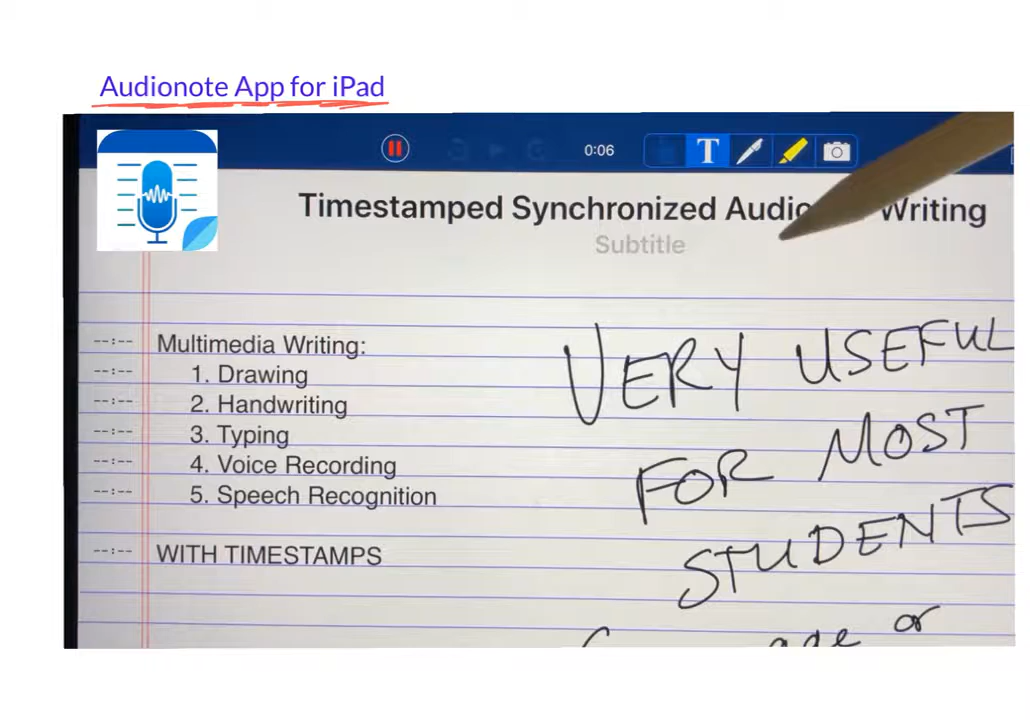 Audionote App for iPad
0:06
T
Timestamped Synchronized Audio Writing
Subtitle
--:-- Multimedia Writing:
--:-- 1. Drawing
--:-- 2. Handwriting
--:-- 3. Typing
--:-- 4. Voice Recording
--:-- 5. Speech Recognition
--:-- WITH TIMESTAMPS
VERY USEFUL
FOR MOST
STUDENTS
or